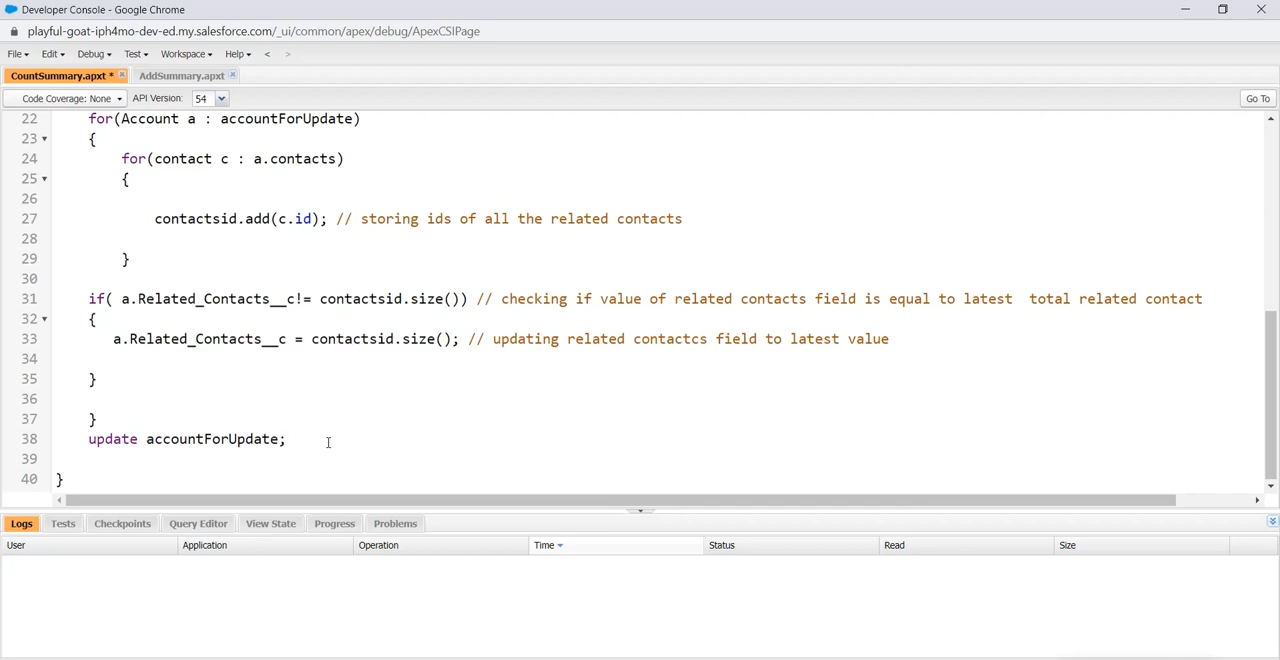 Developer Console - Google Chrome
playful-goat-iph4mo-dev-ed.my.salesforce.com/_ui/common/apex/debug/ApexCSIPage
File Edit Debug Test Workspace Help < >
CountSummary.apxt * AddSummary.apxt
Code Coverage: None API Version: 54 Go To
22 for(Account a : accountForUpdate)
23 {
24 for(contact c : a.contacts)
25 {
26
27 contactsid.add(c.id); // storing ids of all the related contacts
28
29 }
30
31 if( a.Related_Contacts__c!= contactsid.size()) // checking if value of related contacts field is equal to latest  total related contact
32 {
33 a.Related_Contacts__c = contactsid.size(); // updating related contactcs field to latest value
34
35 }
36
37 }
38 update accountForUpdate;
39
40 }
Logs Tests Checkpoints Query Editor View State Progress Problems
User Application Operation Time Status Read Size